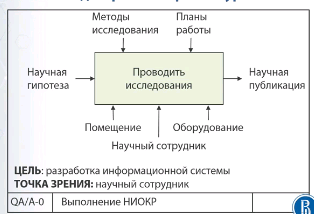 Методы
исследования
Планы
работы
Научная
гипотеза
Проводить
исследования
Научная
публикация
Помещение
Оборудование
Научный сотрудник
ЦЕЛЬ: разработка информационной системы
ТОЧКА ЗРЕНИЯ: научный сотрудник
QA/A-0 Выполнение НИОКР